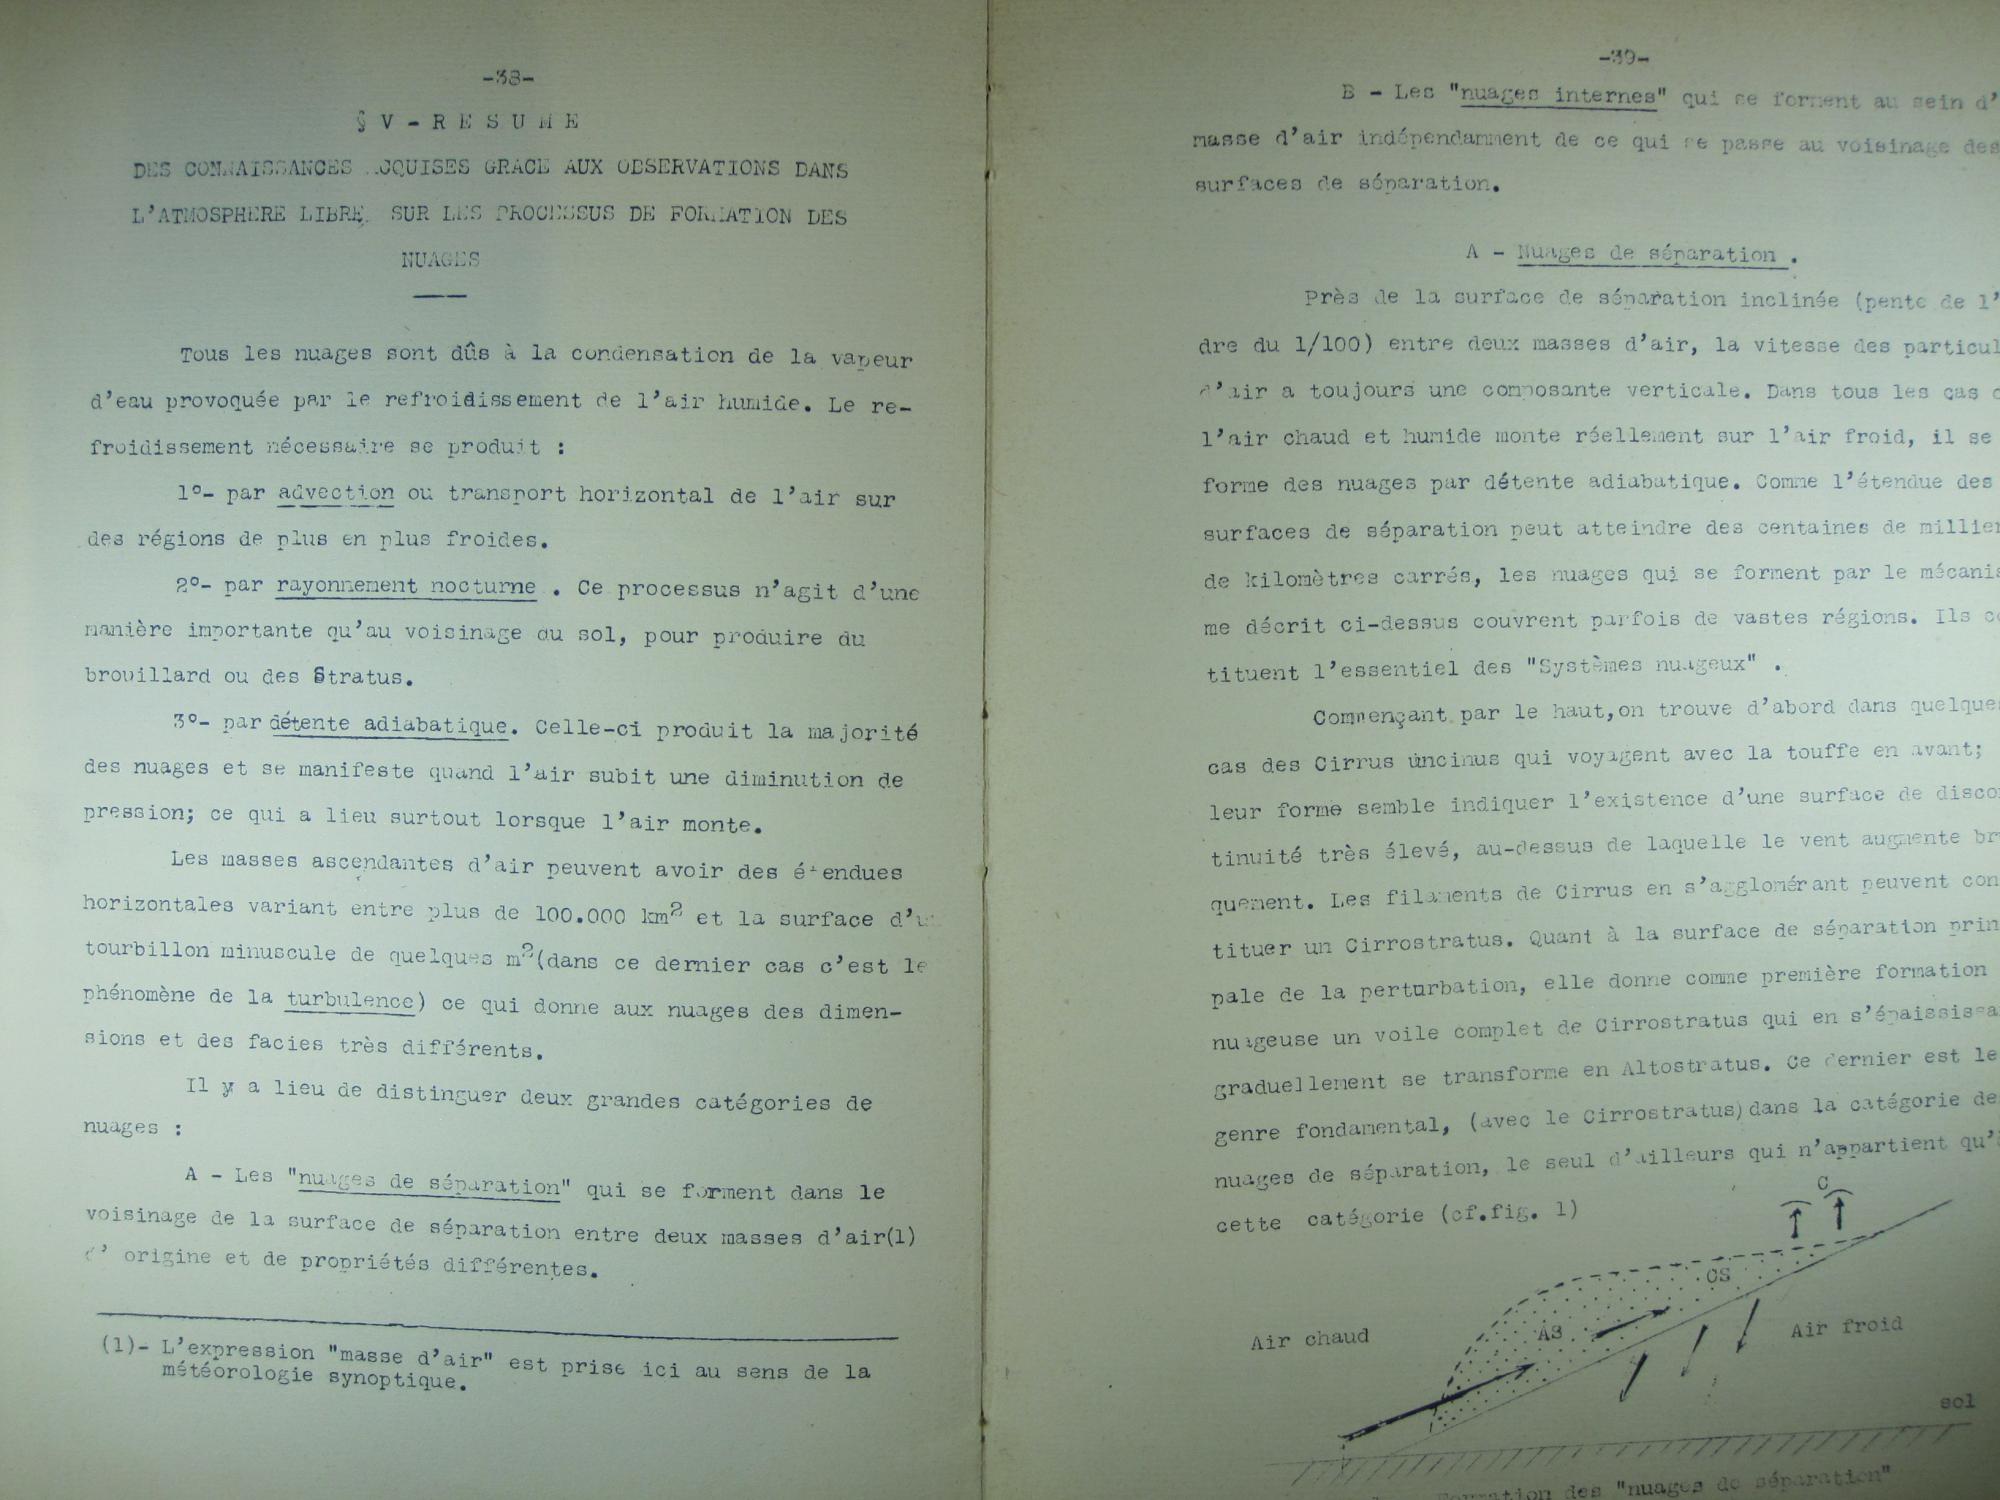 -38-
§ V - R E S U M E
DES CONNAISSANCES ACQUISES GRACE AUX OBSERVATIONS DANS
L'ATMOSPHERE LIBRE, SUR LES PROCESSUS DE FORMATION DES
NUAGES
Tous les nuages sont dûs à la condensation de la vapeur
d'eau provoquée par le refroidissement de l'air humide. Le re-
froidissement nécessaire se produit :
1°- par advection ou transport horizontal de l'air sur
des régions de plus en plus froides.
2°- par rayonnement nocturne . Ce processus n'agit d'une
manière importante qu'au voisinage du sol, pour produire du
brouillard ou des Stratus.
3°- par détente adiabatique. Celle-ci produit la majorité
des nuages et se manifeste quand l'air subit une diminution de
pression; ce qui a lieu surtout lorsque l'air monte.
Les masses ascendantes d'air peuvent avoir des étendues
horizontales variant entre plus de 100.000 km² et la surface d'u
tourbillon minuscule de quelques m²(dans ce dernier cas c'est le
phénomène de la turbulence) ce qui donne aux nuages des dimen-
sions et des facies très différents.
Il y a lieu de distinguer deux grandes catégories de
nuages :
A - Les "nuages de séparation" qui se forment dans le
voisinage de la surface de séparation entre deux masses d'air(1)
d' origine et de propriétés différentes.
(1)- L'expression "masse d'air" est prise ici au sens de la
météorologie synoptique.
-39-
B - Les "nuages internes" qui se forment au sein d'
masse d'air indépendamment de ce qui se passe au voisinage des
surfaces de séparation.
A - Nuages de séparation .
Près de la surface de séparation inclinée (pente de l'
dre du 1/100) entre deux masses d'air, la vitesse des particul
d'air a toujours une composante verticale. Dans tous les cas
l'air chaud et humide monte réellement sur l'air froid, il se
forme des nuages par détente adiabatique. Comme l'étendue des
surfaces de séparation peut atteindre des centaines de millier
de kilomètres carrés, les nuages qui se forment par le mécanis
me décrit ci-dessus couvrent parfois de vastes régions. Ils co
tituent l'essentiel des "Systèmes nuageux" .
Commençant par le haut,on trouve d'abord dans quelque
cas des Cirrus uncinus qui voyagent avec la touffe en avant;
leur forme semble indiquer l'existence d'une surface de disco
tinuité très élevé, au-dessus de laquelle le vent augmente br
quement. Les filaments de Cirrus en s'agglomérant peuvent con
tituer un Cirrostratus. Quant à la surface de séparation prin
pale de la perturbation, elle donne comme première formation
nuageuse un voile complet de Cirrostratus qui en s'épaississa
graduellement se transforme en Altostratus. Ce dernier est le
genre fondamental, (avec le Cirrostratus)dans la catégorie de
nuages de séparation, le seul d'ailleurs qui n'appartient qu'
cette catégorie (cf.fig. 1)
C
CS
AS
Air chaud
Air froid
sol
Formation des "nuages de séparation"